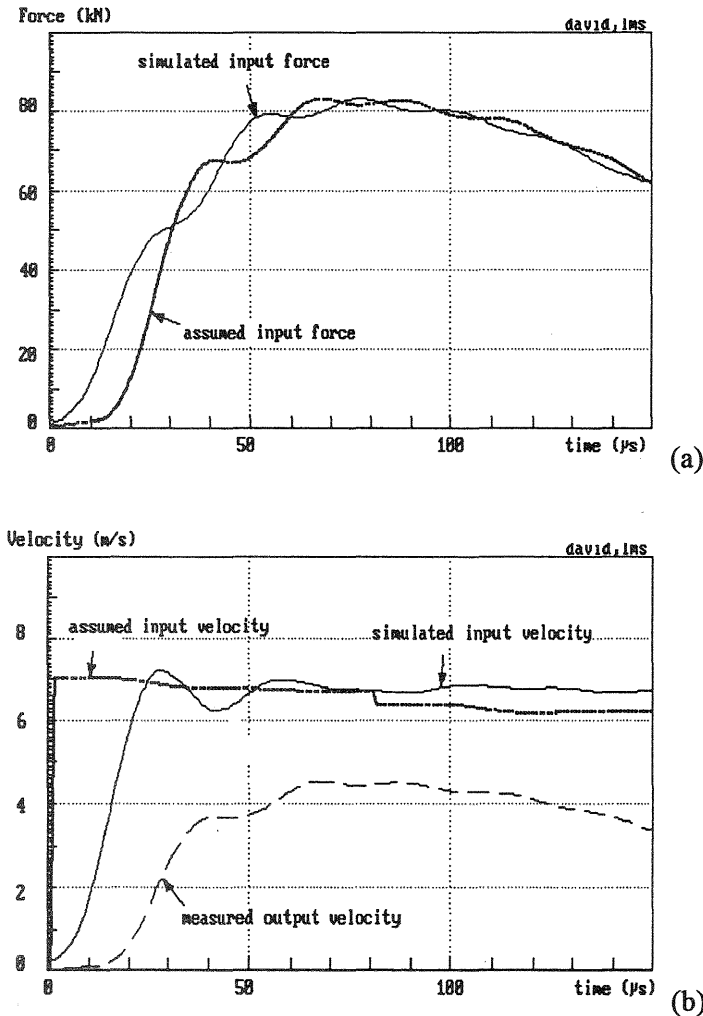 Force (kN)
david,lms
simulated input force
80
60
40
assumed input force
20
0
0 50 100 time (µs)
(a)
Velocity (m/s)
david,lms
assumed input velocity
simulated input velocity
8
6
4
2
measured output velocity
0
0 50 100 time (µs)
(b)